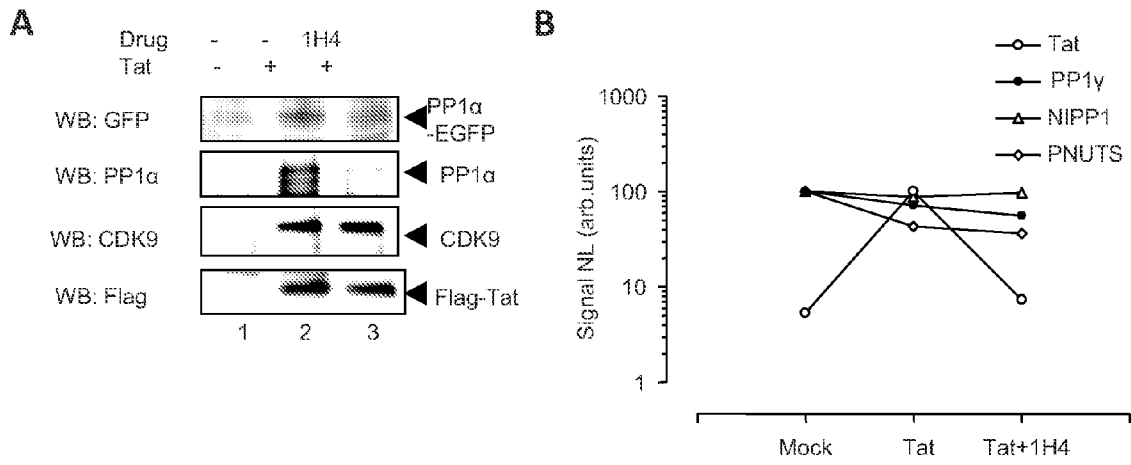 A
Drug - - 1H4
Tat - + +
WB: GFP
PP1α
-EGFP
WB: PP1α
PP1α
WB: CDK9
CDK9
WB: Flag
Flag-Tat
1 2 3
B
Tat
PP1γ
NIPP1
PNUTS
Signal NL (arb.units)
1000
100
10
1
Mock Tat Tat+1H4